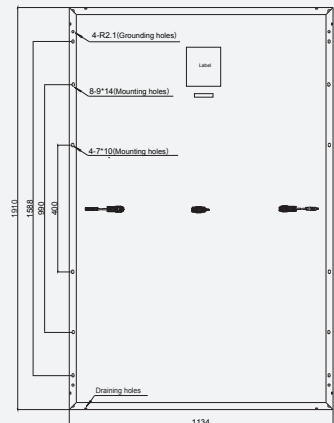 4-R2.1(Grounding holes)
Label
8-9*14(Mounting holes)
4-7*10(Mounting holes)
1910
1588
990
400
Draining holes
1134